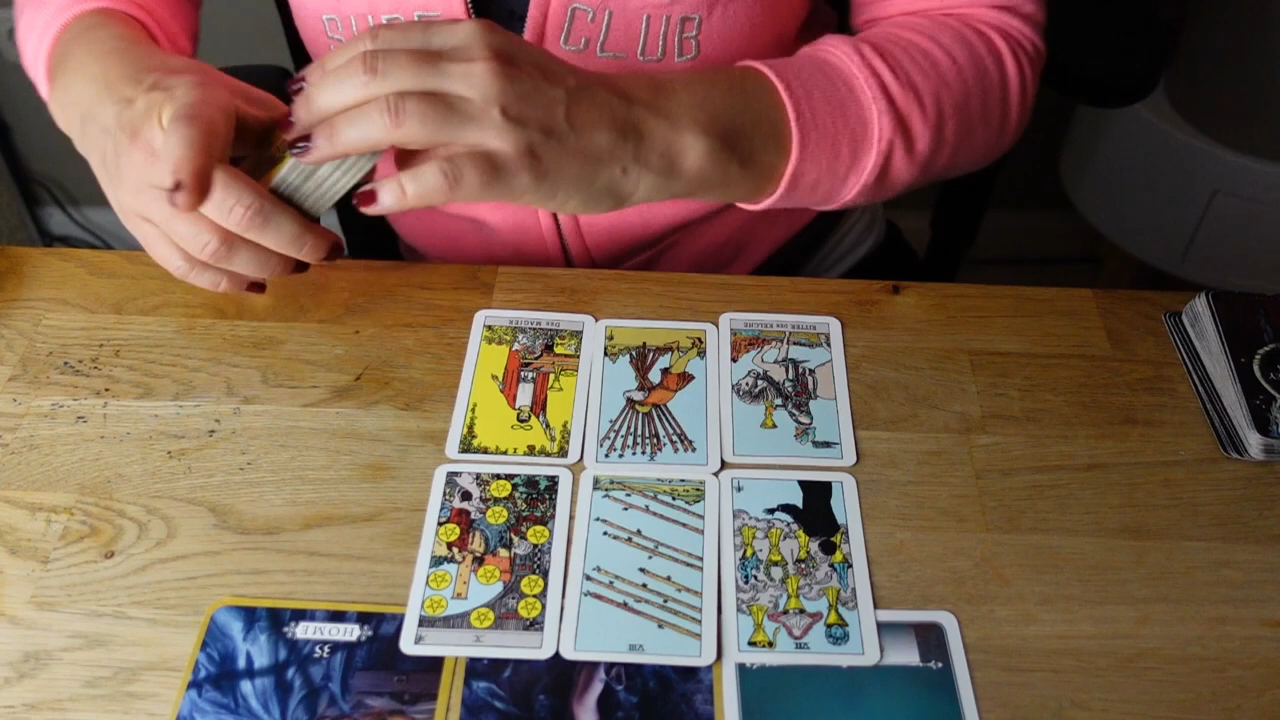 SURF CLUB
DER MAGIER
RITTER DER KELCHE
I
X
X
VIII
VII
HOME
35